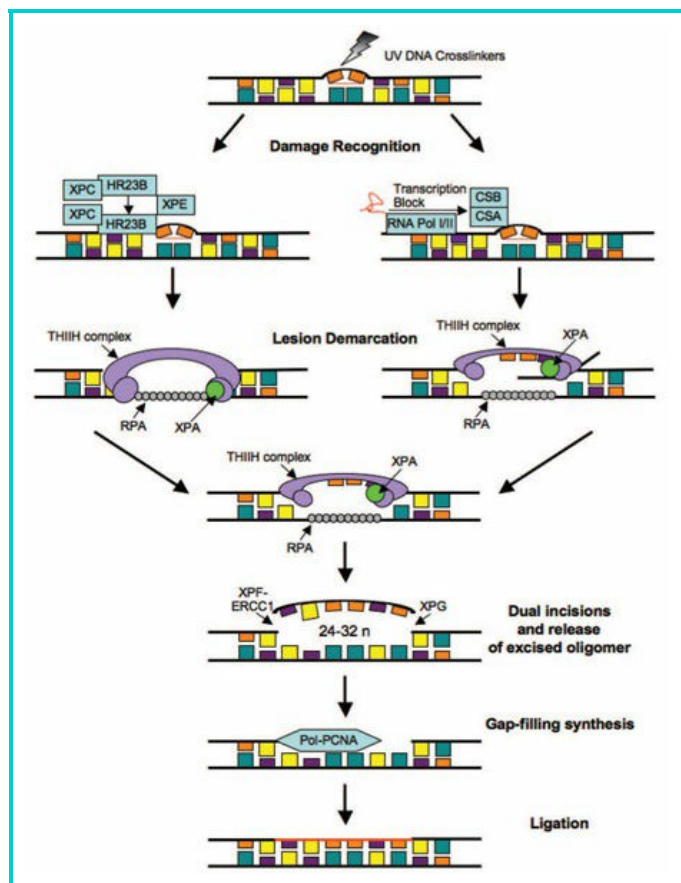 UV DNA Crosslinkers
Damage Recognition
XPC
HR23B
XPE
XPC
HR23B
Transcription
Block
CSB
CSA
RNA Pol I/II
Lesion Demarcation
THIIH complex
RPA
XPA
THIIH complex
XPA
RPA
THIIH complex
XPA
RPA
XPF-
ERCC1
XPG
24-32 n
Dual incisions
and release
of excised oligomer
Gap-filling synthesis
Pol-PCNA
Ligation